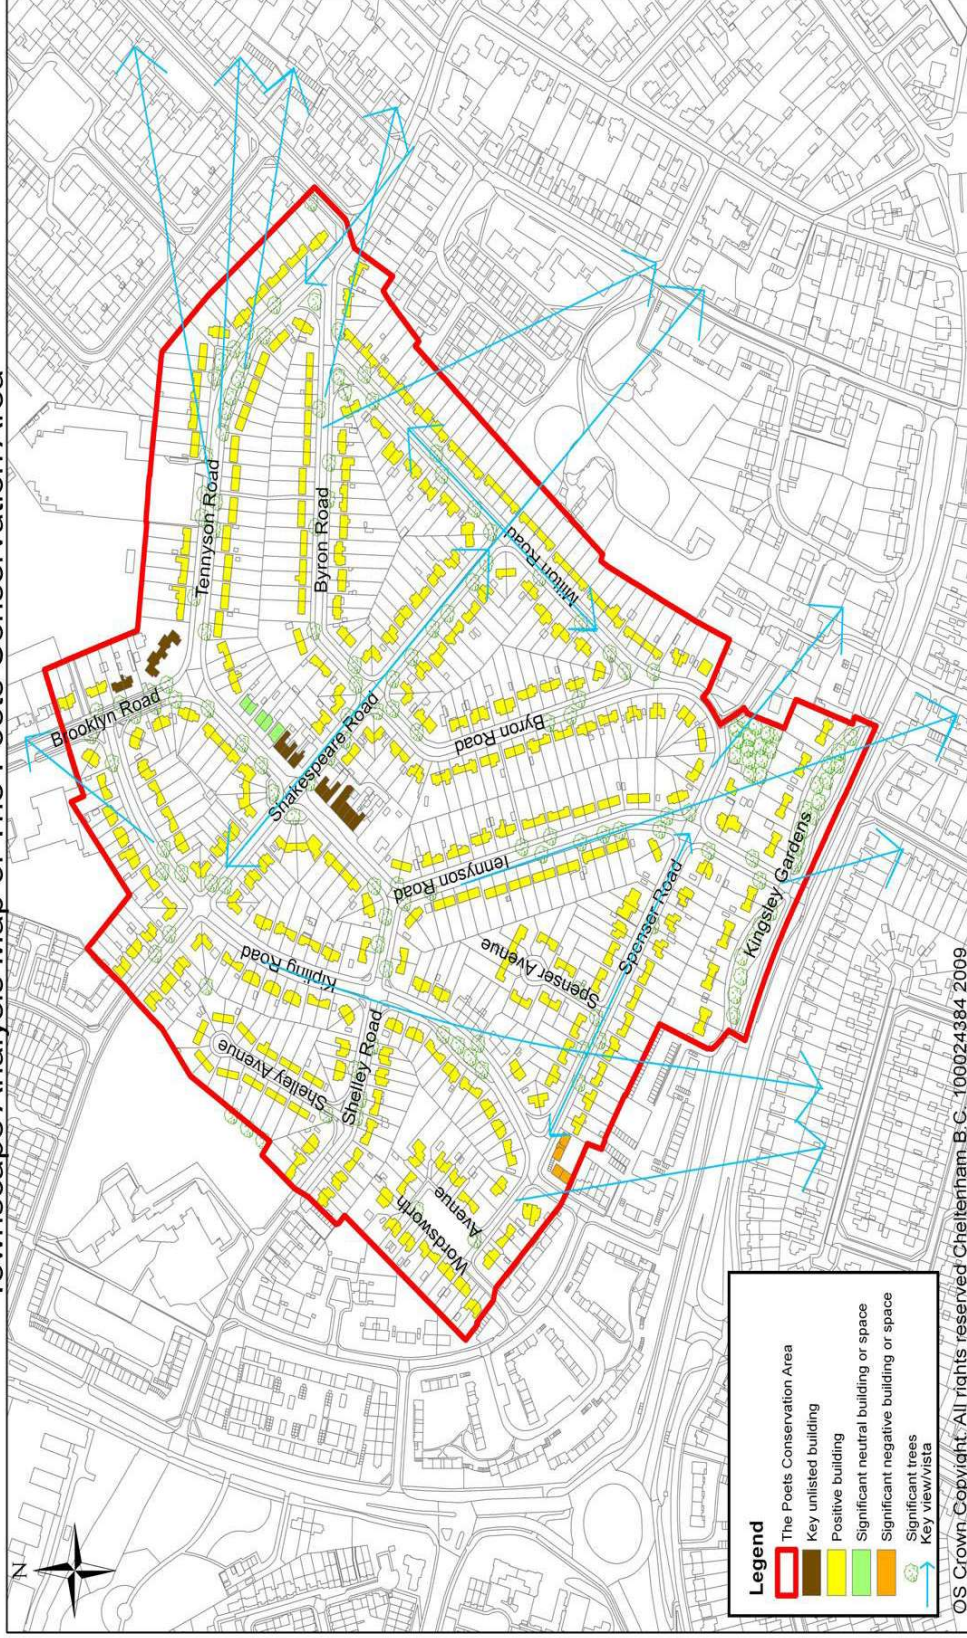 Townscape Analysis Map of The Poets Conservation Area
N
Brooklyn Road
Tennyson Road
Byron Road
Shakespeare Road
Milton Road
Byron Road
Tennyson Road
Kipling Road
Shelley Avenue
Shelley Road
Spenser Avenue
Spenser Road
Kingsley Gardens
Wordsworth
Avenue
Legend
The Poets Conservation Area
Key unlisted building
Positive building
Significant neutral building or space
Significant negative building or space
Significant trees
Key view/vista
OS Crown Copyright. All rights reserved Cheltenham B.C. 100024384 2009